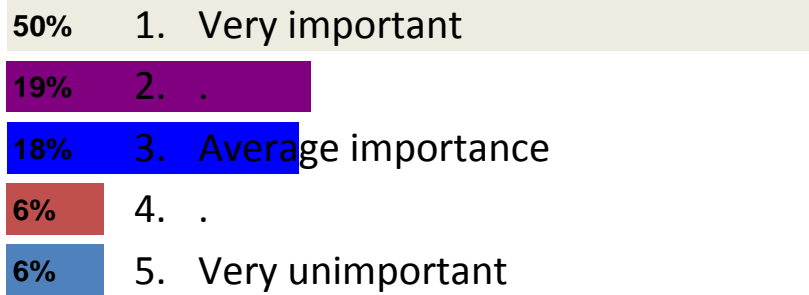 50% 1. Very important
19% 2. .
18% 3. Average importance
6% 4. .
6% 5. Very unimportant